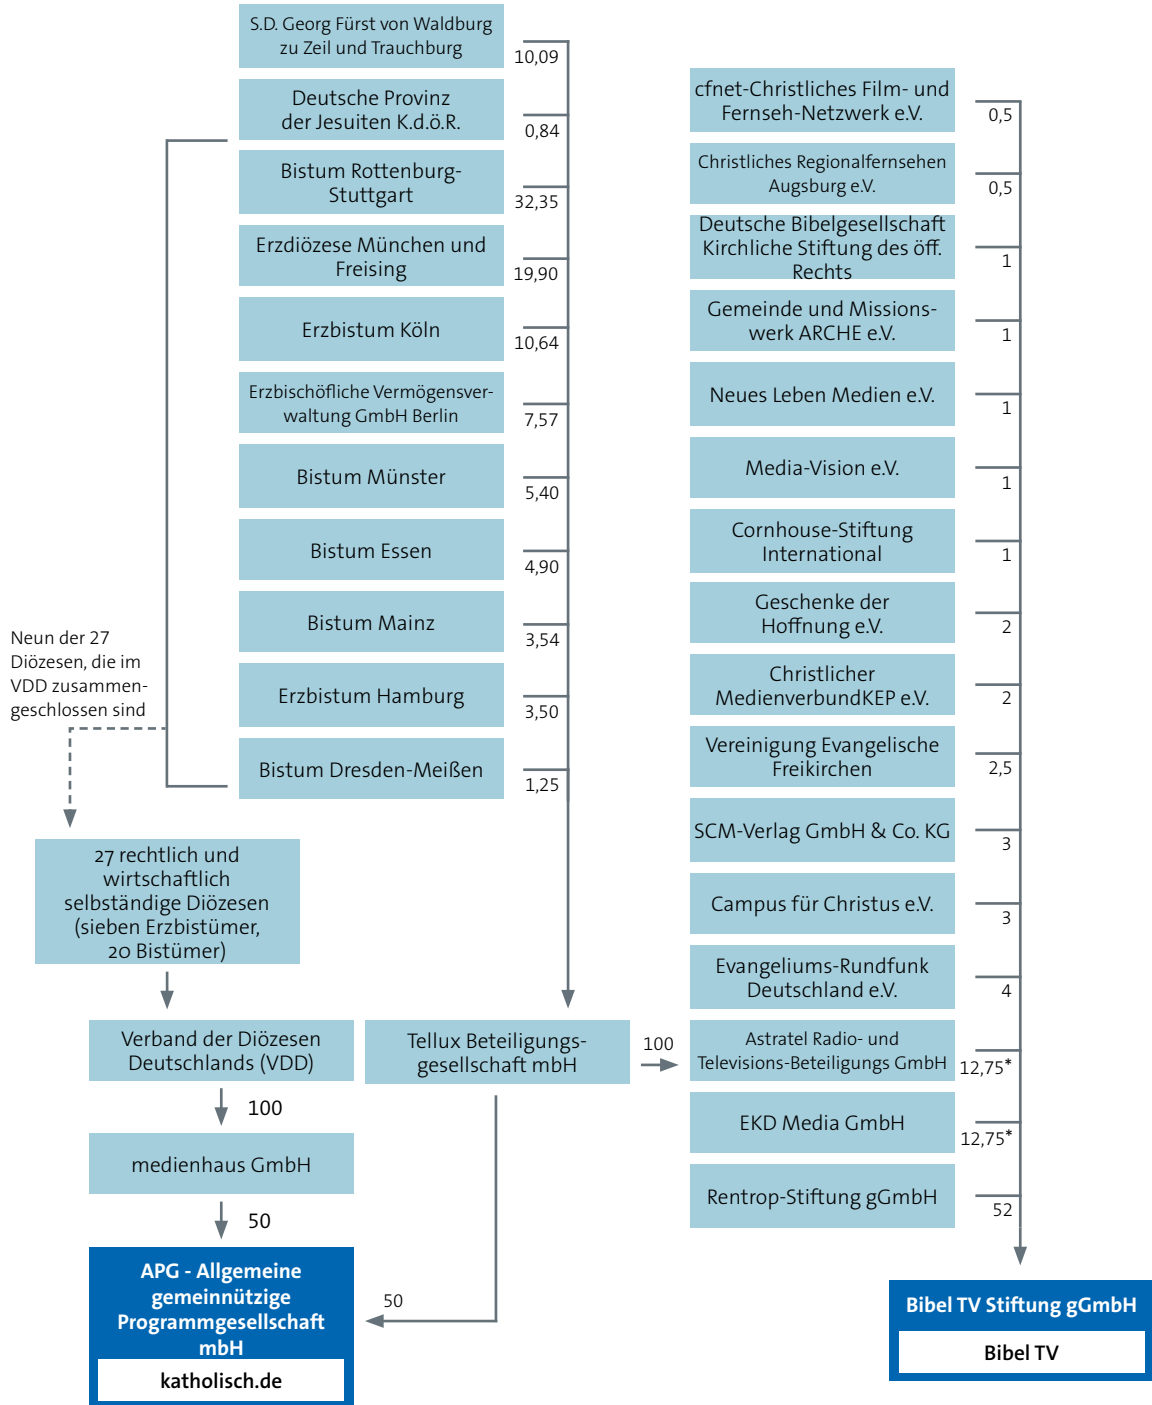 S.D. Georg Fürst von Waldburg
zu Zeil und Trauchburg
10,09
Deutsche Provinz
der Jesuiten K.d.ö.R.
0,84
Bistum Rottenburg-
Stuttgart
32,35
Erzdiözese München und
Freising
19,90
Erzbistum Köln
10,64
Erzbischöfliche Vermögensver-
waltung GmbH Berlin
7,57
Bistum Münster
5,40
Bistum Essen
4,90
Bistum Mainz
3,54
Erzbistum Hamburg
3,50
Bistum Dresden-Meißen
1,25
Neun der 27
Diözesen, die im
VDD zusammen-
geschlossen sind
27 rechtlich und
wirtschaftlich
selbständige Diözesen
(sieben Erzbistümer,
20 Bistümer)
Verband der Diözesen
Deutschlands (VDD)
100
medienhaus GmbH
50
APG - Allgemeine
gemeinnützige
Programmgesellschaft
mbH
katholisch.de
Tellux Beteiligungs-
gesellschaft mbH
100
50
cfnet-Christliches Film- und
Fernseh-Netzwerk e.V.
0,5
Christliches Regionalfernsehen
Augsburg e.V.
0,5
Deutsche Bibelgesellschaft
Kirchliche Stiftung des öff.
Rechts
1
Gemeinde und Missions-
werk ARCHE e.V.
1
Neues Leben Medien e.V.
1
Media-Vision e.V.
1
Cornhouse-Stiftung
International
1
Geschenke der
Hoffnung e.V.
2
Christlicher
MedienverbundKEP e.V.
2
Vereinigung Evangelische
Freikirchen
2,5
SCM-Verlag GmbH & Co. KG
3
Campus für Christus e.V.
3
Evangeliums-Rundfunk
Deutschland e.V.
4
Astratel Radio- und
Televisions-Beteiligungs GmbH
12,75*
EKD Media GmbH
12,75*
Rentrop-Stiftung gGmbH
52
Bibel TV Stiftung gGmbH
Bibel TV